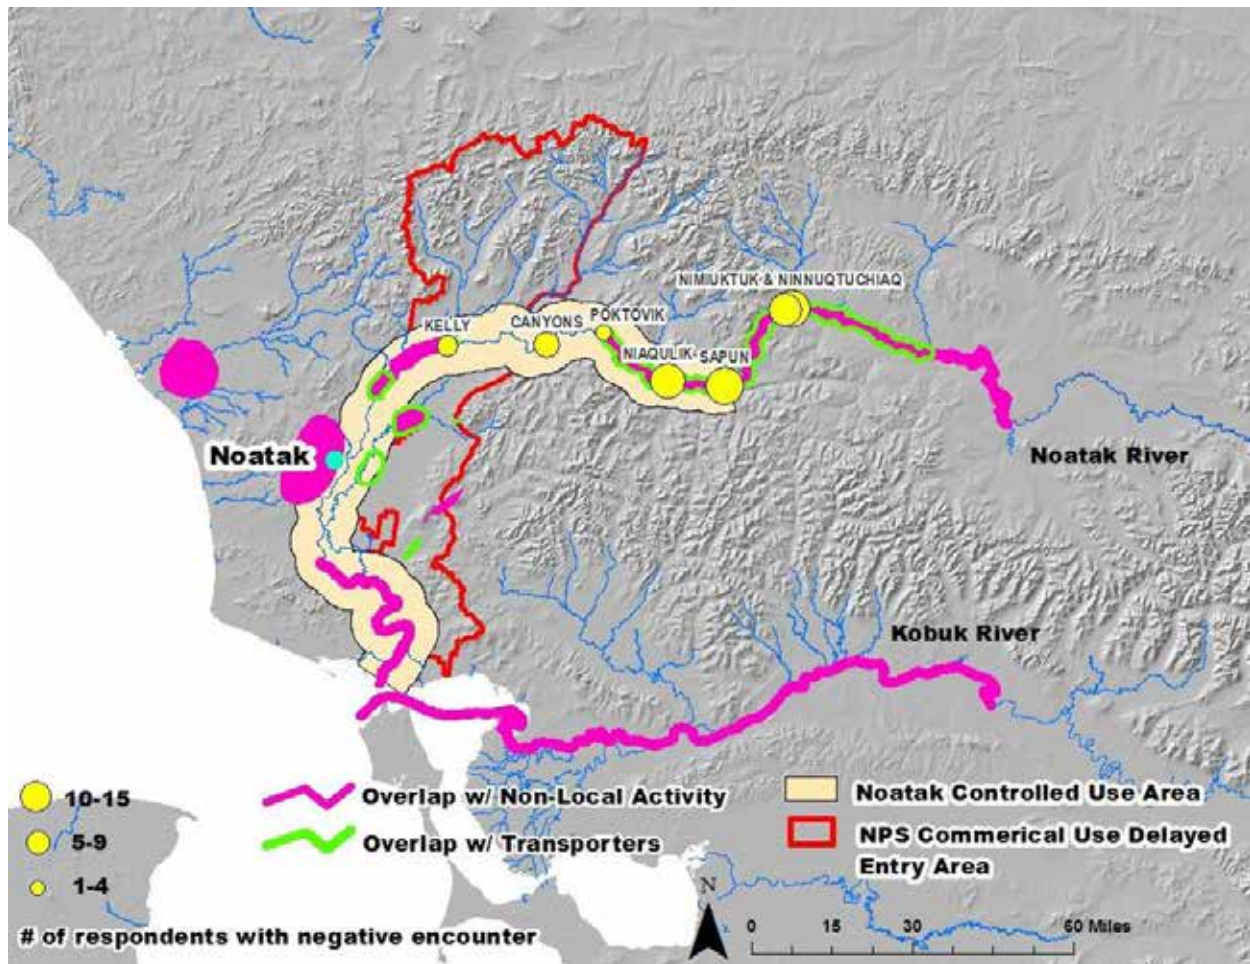 NIMIUKTUK & NINNUQTUCHIAQ
KELLY
CANYONS
POKTOVIK
NIAQULIK
SAPUN
Noatak
Noatak River
Kobuk River
10-15
5-9
1-4
# of respondents with negative encounter
Overlap w/ Non-Local Activity
Overlap w/ Transporters
Noatak Controlled Use Area
NPS Commerical Use Delayed
Entry Area
N
0 15 30 60 Miles